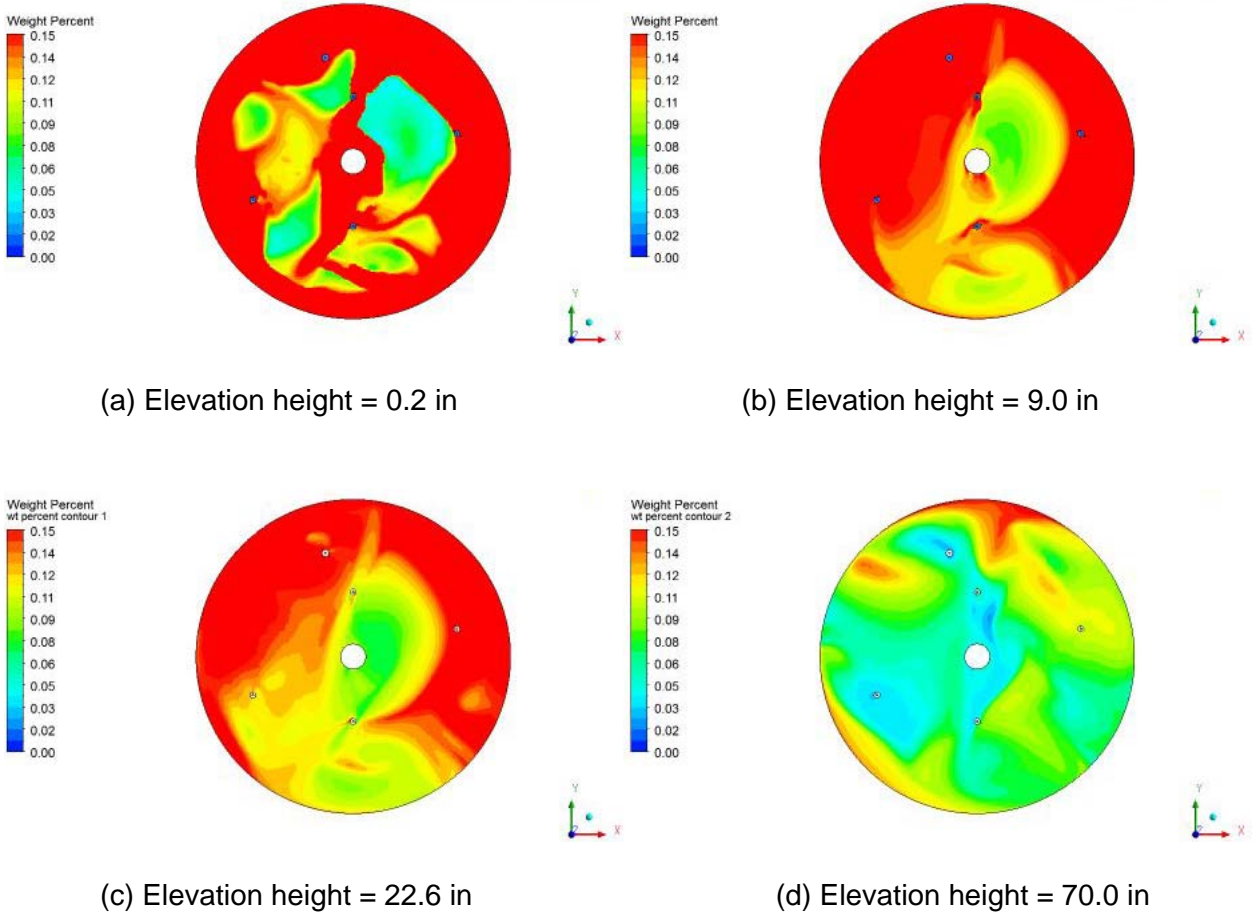 Weight Percent
0.15
0.14
0.12
0.11
0.09
0.08
0.06
0.05
0.03
0.02
0.00
Y
Z
X
(a) Elevation height = 0.2 in
Weight Percent
0.15
0.14
0.12
0.11
0.09
0.08
0.06
0.05
0.03
0.02
0.00
Y
Z
X
(b) Elevation height = 9.0 in
Weight Percent
wt percent contour 1
0.15
0.14
0.12
0.11
0.09
0.08
0.06
0.05
0.03
0.02
0.00
Y
Z
X
(c) Elevation height = 22.6 in
Weight Percent
wt percent contour 2
0.15
0.14
0.12
0.11
0.09
0.08
0.06
0.05
0.03
0.02
0.00
Y
Z
X
(d) Elevation height = 70.0 in